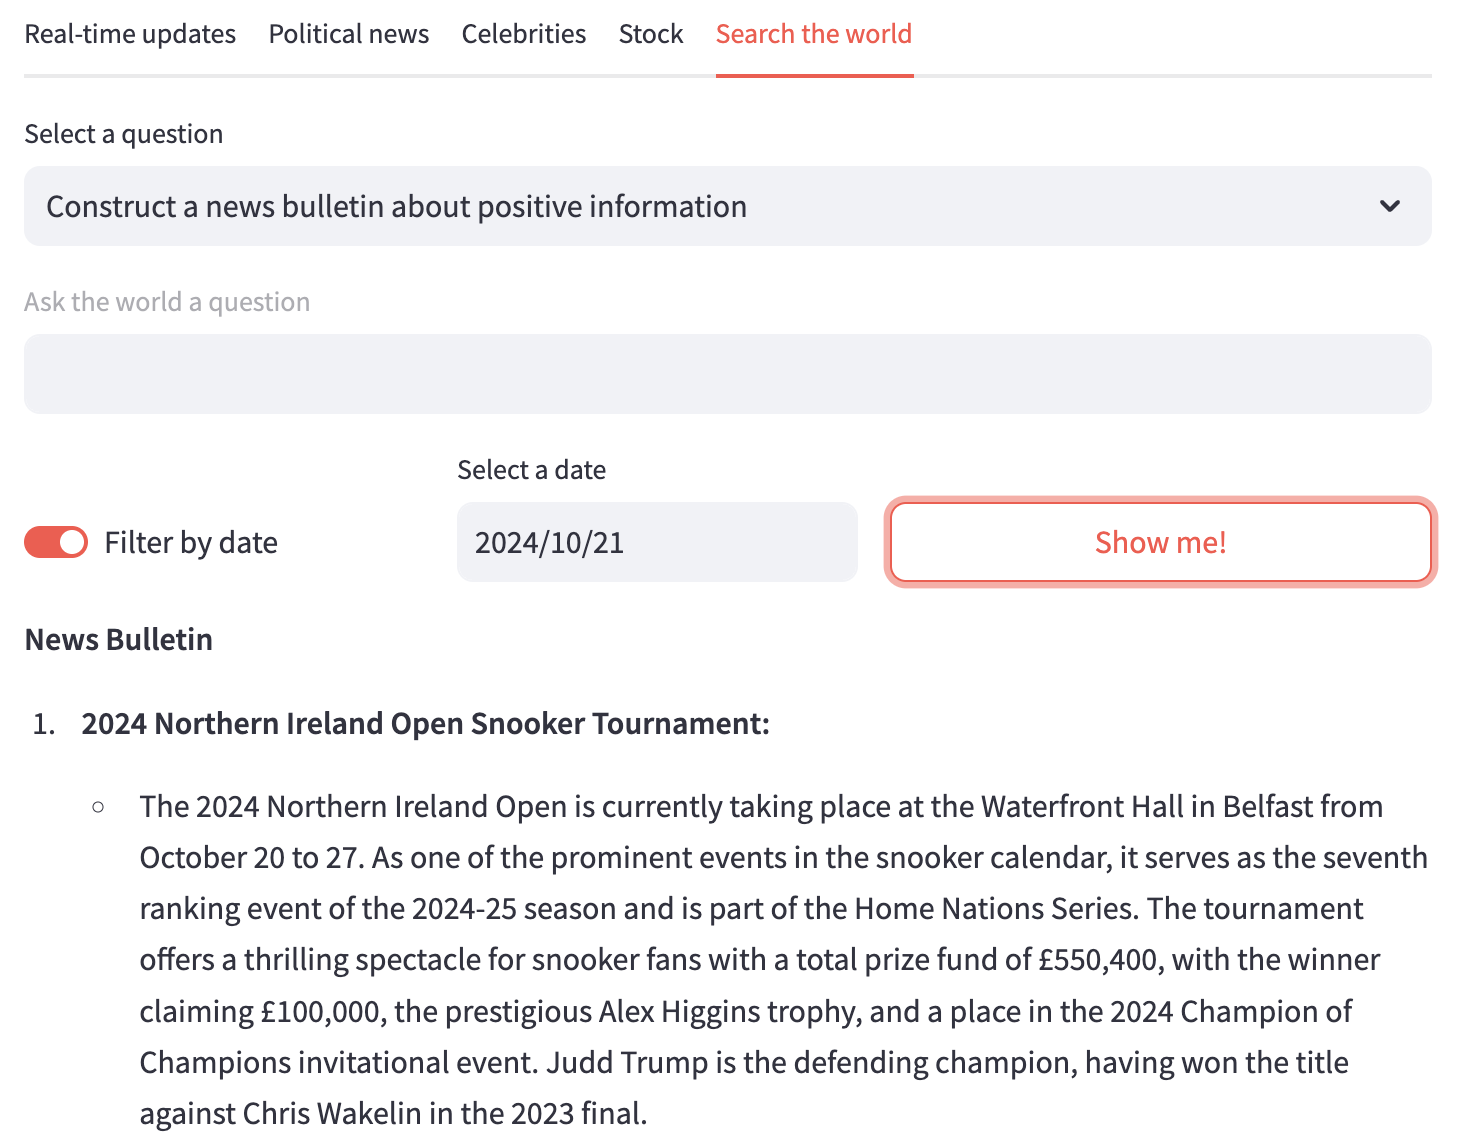 Real-time updates Political news Celebrities Stock Search the world
Select a question
Construct a news bulletin about positive information
Ask the world a question
Select a date
Filter by date 2024/10/21 Show me!
News Bulletin
1. 2024 Northern Ireland Open Snooker Tournament:
○ The 2024 Northern Ireland Open is currently taking place at the Waterfront Hall in Belfast from
October 20 to 27. As one of the prominent events in the snooker calendar, it serves as the seventh
ranking event of the 2024-25 season and is part of the Home Nations Series. The tournament
offers a thrilling spectacle for snooker fans with a total prize fund of £550,400, with the winner
claiming £100,000, the prestigious Alex Higgins trophy, and a place in the 2024 Champion of
Champions invitational event. Judd Trump is the defending champion, having won the title
against Chris Wakelin in the 2023 final.